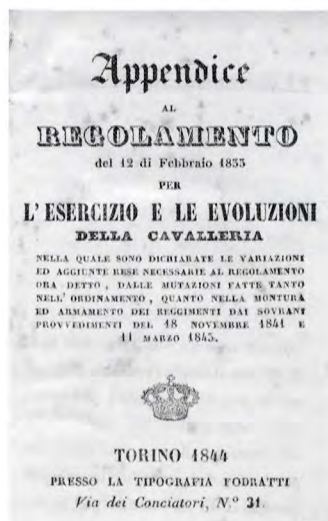 Appendice
AL
REGOLAMENTO
del 12 di Febbraio 1833
PER
L'ESERCIZIO E LE EVOLUZIONI
DELLA CAVALLERIA
NELLA QUALE SONO DICHIARATE LE VARIAZIONI
ED AGGIUNTE RESE NECESSARIE AL REGOLAMENTO
ORA DETTO, DALLE MUTAZIONI FATTE TANTO
NELL' ORDINAMENTO, QUANTO NELLA MONTURA
ED ARMAMENTO DEI REGGIMENTI DAI SOVRANI
PROVVEDIMENTI DEL 18 NOVEMBRE 1841 E
11 MARZO 1843.
TORINO 1844
PRESSO LA TIPOGRAFIA FODRATTI
Via dei Conciatori, N.º 31.